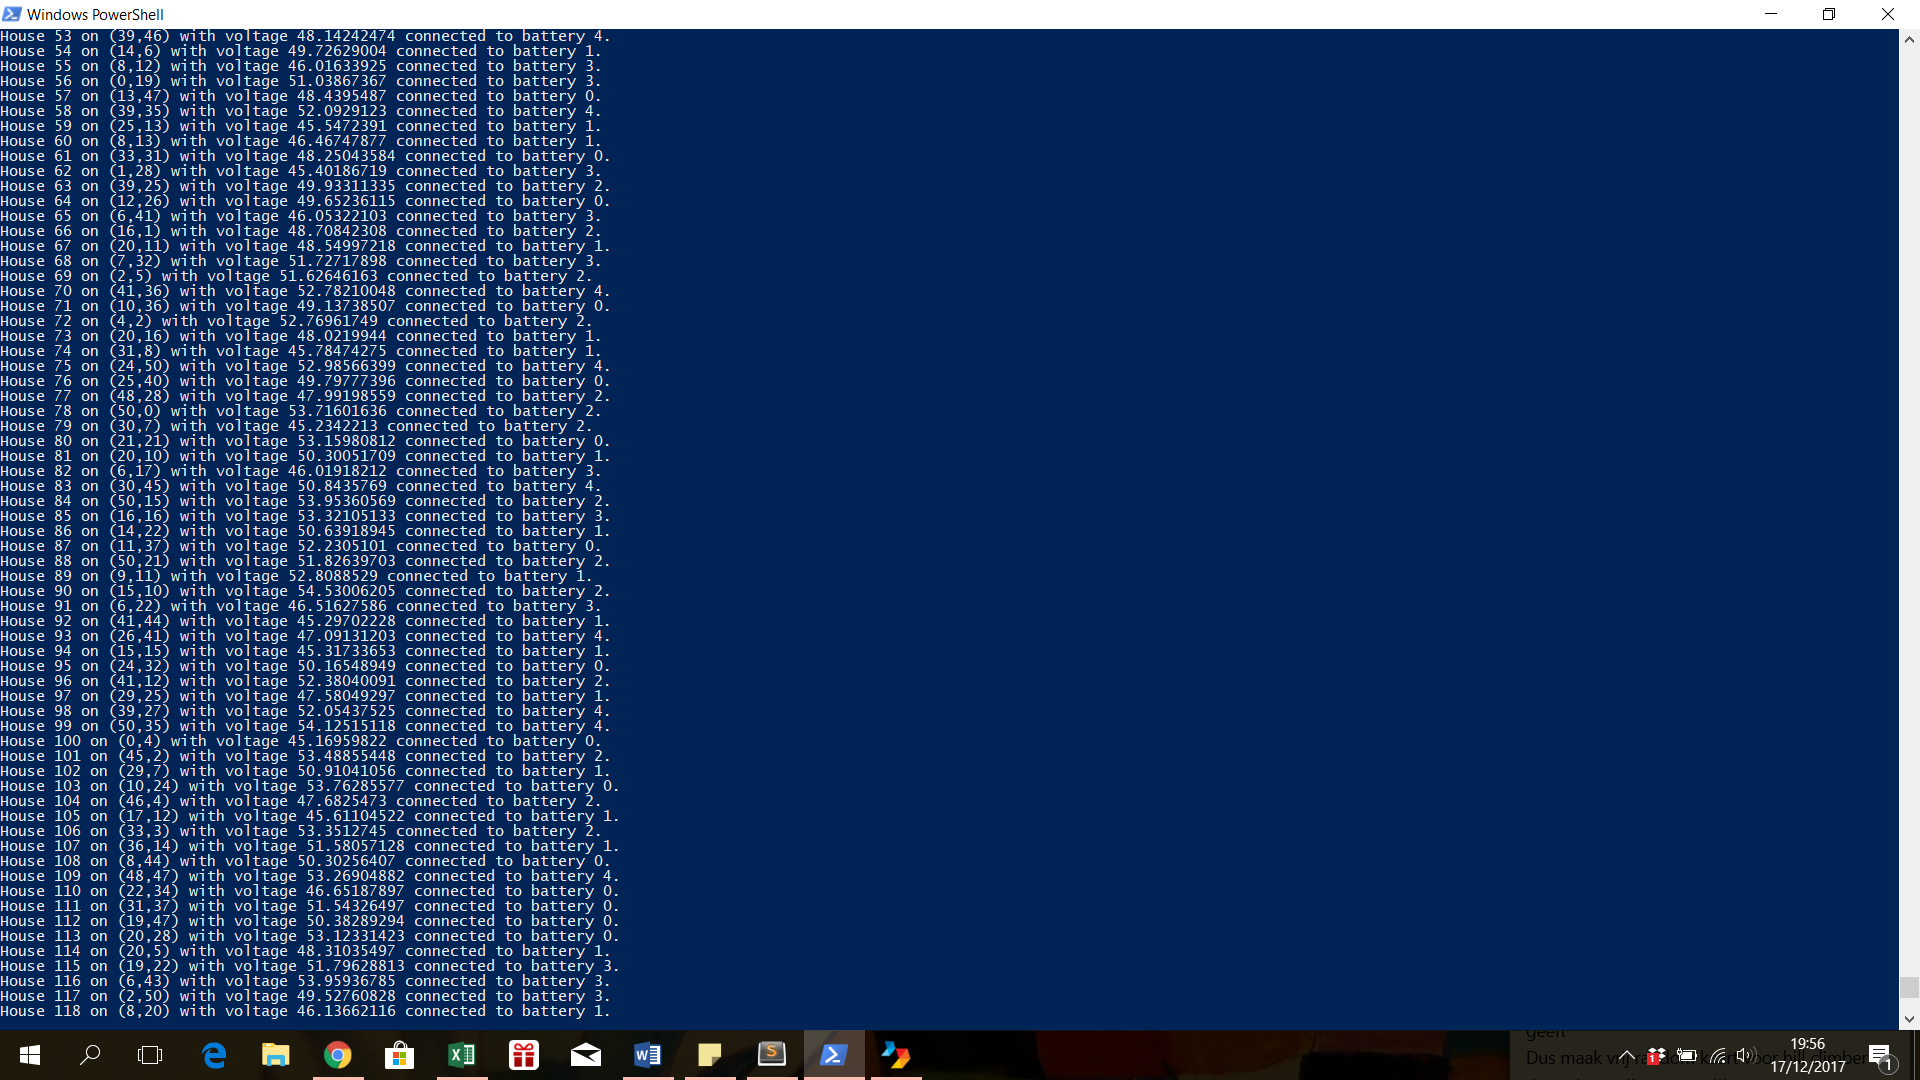 Windows PowerShell
House 53 on (39,46) with voltage 48.14242474 connected to battery 4.
House 54 on (14,6) with voltage 49.72629004 connected to battery 1.
House 55 on (8,12) with voltage 46.01633925 connected to battery 3.
House 56 on (0,19) with voltage 51.03867367 connected to battery 3.
House 57 on (13,47) with voltage 48.4395487 connected to battery 0.
House 58 on (39,35) with voltage 52.0929123 connected to battery 4.
House 59 on (25,13) with voltage 45.5472391 connected to battery 1.
House 60 on (8,13) with voltage 46.46747877 connected to battery 1.
House 61 on (33,31) with voltage 48.25043584 connected to battery 0.
House 62 on (1,28) with voltage 45.40186719 connected to battery 3.
House 63 on (39,25) with voltage 49.93311335 connected to battery 2.
House 64 on (12,26) with voltage 49.65236115 connected to battery 0.
House 65 on (6,41) with voltage 46.05322103 connected to battery 3.
House 66 on (16,1) with voltage 48.70842308 connected to battery 2.
House 67 on (20,11) with voltage 48.54997218 connected to battery 1.
House 68 on (7,32) with voltage 51.72717898 connected to battery 3.
House 69 on (2,5) with voltage 51.62646163 connected to battery 2.
House 70 on (41,36) with voltage 52.78210048 connected to battery 4.
House 71 on (10,36) with voltage 49.13738507 connected to battery 0.
House 72 on (4,2) with voltage 52.76961749 connected to battery 2.
House 73 on (20,16) with voltage 48.0219944 connected to battery 1.
House 74 on (31,8) with voltage 45.78474275 connected to battery 1.
House 75 on (24,50) with voltage 52.98566399 connected to battery 4.
House 76 on (25,40) with voltage 49.79777396 connected to battery 0.
House 77 on (48,28) with voltage 47.99198559 connected to battery 2.
House 78 on (50,0) with voltage 53.71601636 connected to battery 2.
House 79 on (30,7) with voltage 45.2342213 connected to battery 2.
House 80 on (21,21) with voltage 53.15980812 connected to battery 0.
House 81 on (20,10) with voltage 50.30051709 connected to battery 1.
House 82 on (6,17) with voltage 46.01918212 connected to battery 3.
House 83 on (30,45) with voltage 50.8435769 connected to battery 4.
House 84 on (50,15) with voltage 53.95360569 connected to battery 2.
House 85 on (16,16) with voltage 53.32105133 connected to battery 3.
House 86 on (14,22) with voltage 50.63918945 connected to battery 1.
House 87 on (11,37) with voltage 52.2305101 connected to battery 0.
House 88 on (50,21) with voltage 51.82639703 connected to battery 2.
House 89 on (9,11) with voltage 52.8088529 connected to battery 1.
House 90 on (15,10) with voltage 54.53006205 connected to battery 2.
House 91 on (6,22) with voltage 46.51627586 connected to battery 3.
House 92 on (41,44) with voltage 45.29702228 connected to battery 1.
House 93 on (26,41) with voltage 47.09131203 connected to battery 4.
House 94 on (15,15) with voltage 45.31733653 connected to battery 1.
House 95 on (24,32) with voltage 50.16548949 connected to battery 0.
House 96 on (41,12) with voltage 52.38040091 connected to battery 2.
House 97 on (29,25) with voltage 47.58049297 connected to battery 1.
House 98 on (39,27) with voltage 52.05437525 connected to battery 4.
House 99 on (50,35) with voltage 54.12515118 connected to battery 4.
House 100 on (0,4) with voltage 45.16959822 connected to battery 0.
House 101 on (45,2) with voltage 53.48855448 connected to battery 2.
House 102 on (29,7) with voltage 50.91041056 connected to battery 1.
House 103 on (10,24) with voltage 53.76285577 connected to battery 0.
House 104 on (46,4) with voltage 47.6825473 connected to battery 2.
House 105 on (17,12) with voltage 45.61104522 connected to battery 1.
House 106 on (33,3) with voltage 53.3512745 connected to battery 2.
House 107 on (36,14) with voltage 51.58057128 connected to battery 1.
House 108 on (8,44) with voltage 50.30256407 connected to battery 0.
House 109 on (48,47) with voltage 53.26904882 connected to battery 4.
House 110 on (22,34) with voltage 46.65187897 connected to battery 0.
House 111 on (31,37) with voltage 51.54326497 connected to battery 0.
House 112 on (19,47) with voltage 50.38289294 connected to battery 0.
House 113 on (20,28) with voltage 53.12331423 connected to battery 0.
House 114 on (20,5) with voltage 48.31035497 connected to battery 1.
House 115 on (19,22) with voltage 51.79628813 connected to battery 3.
House 116 on (6,43) with voltage 53.95936785 connected to battery 3.
House 117 on (2,50) with voltage 49.52760828 connected to battery 3.
House 118 on (8,20) with voltage 46.13662116 connected to battery 1.
geeft
Dus maak vrij hill climber
19:56
17/12/2017
1
1